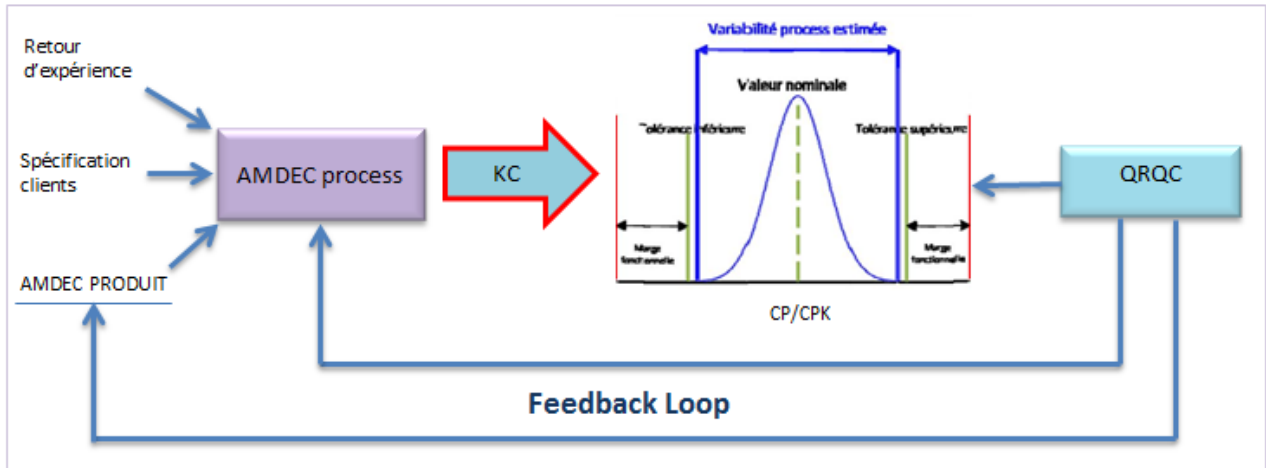 Retour
d'expérience
Spécification
clients
AMDEC PRODUIT
AMDEC process
KC
Variabilité process estimée
Valeur nominale
Tolérance inférieure
Tolérance supérieure
Marge
fonctionnelle
Marge
fonctionnelle
CP/CPK
QRQC
Feedback Loop